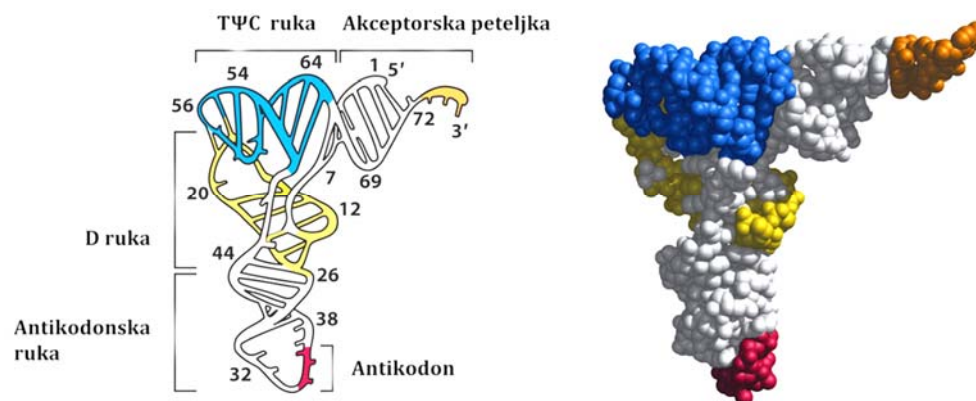 TΨC ruka
Akceptorska peteljka
64
54
1
5′
56
72
3′
7
69
20
12
D ruka
44
26
38
Antikodonska
ruka
32
Antikodon